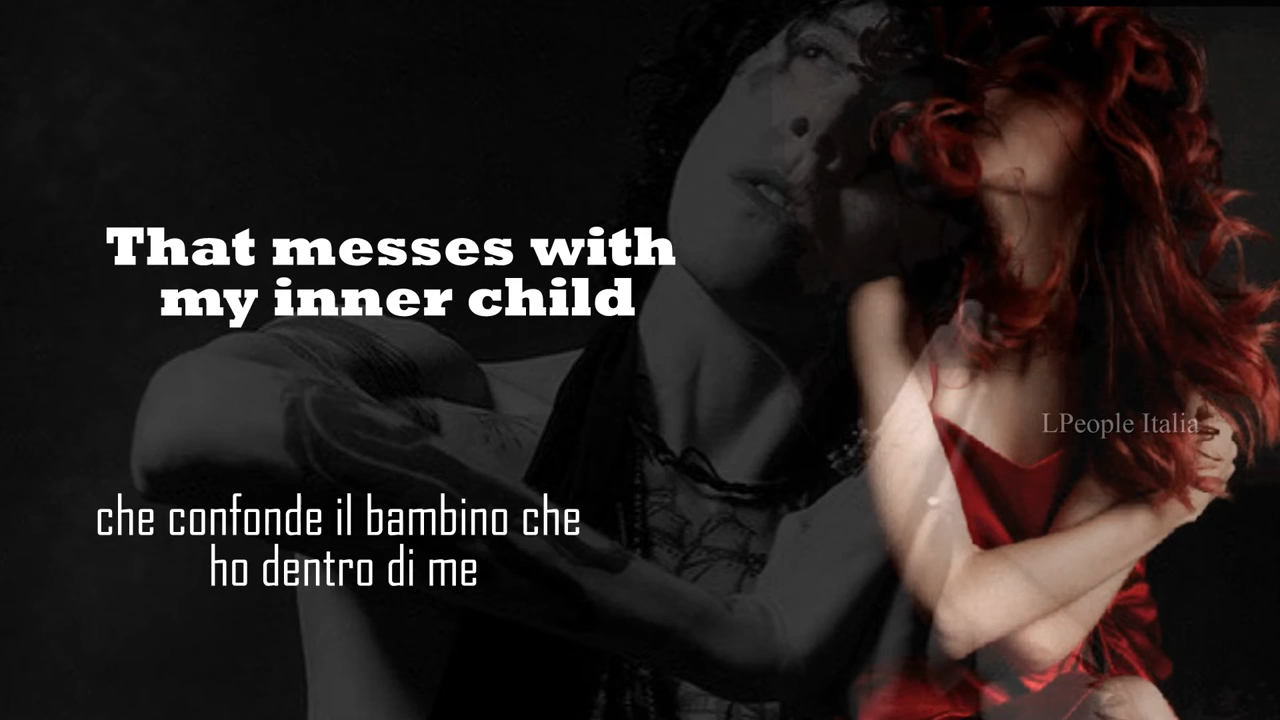 That messes with
my inner child
LPeople Italia
che confonde il bambino che
ho dentro di me